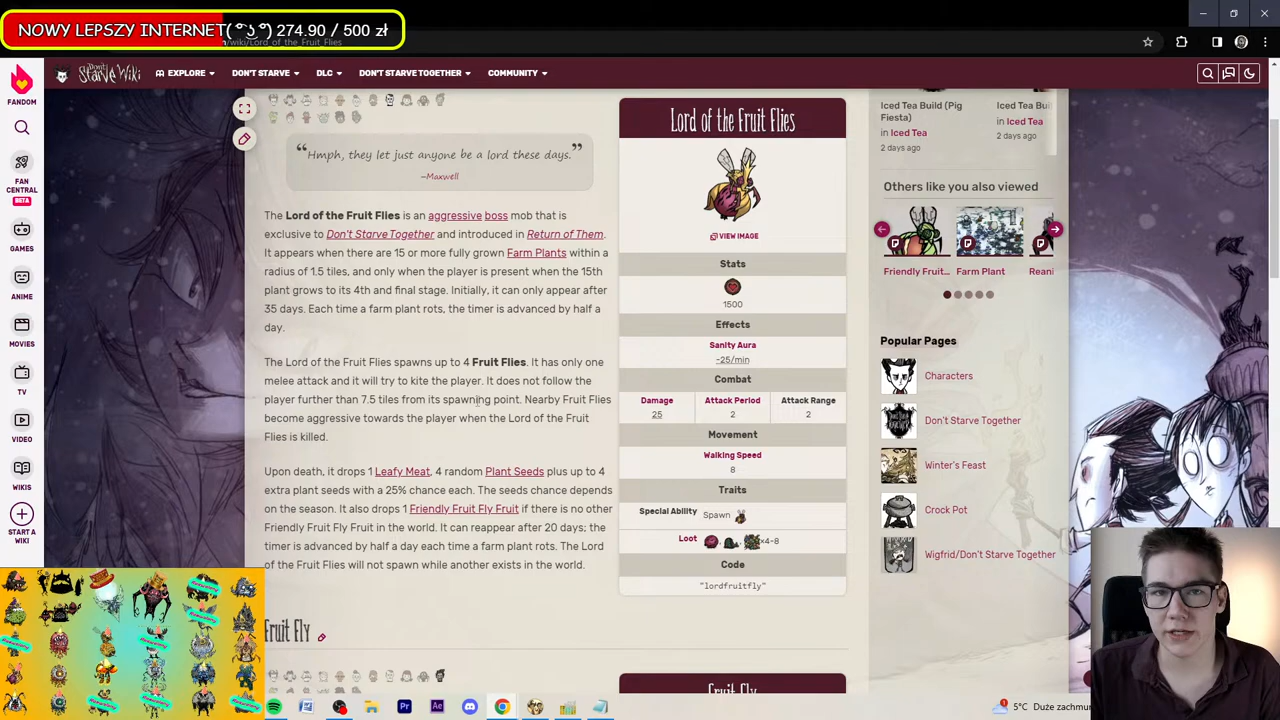 NOWY LEPSZY INTERNET( ͡° ͜ʖ ͡°) 274.90 / 500 zł
/wiki/Lord_of_the_Fruit_Flies
Don't Starve Wiki
EXPLORE
DON'T STARVE
DLC
DON'T STARVE TOGETHER
COMMUNITY
FANDOM
FAN CENTRAL
BETA
GAMES
ANIME
MOVIES
TV
VIDEO
WIKIS
START A WIKI
“Hmph, they let just anyone be a lord these days.”
–Maxwell
The Lord of the Fruit Flies is an aggressive boss mob that is
exclusive to Don't Starve Together and introduced in Return of Them.
It appears when there are 15 or more fully grown Farm Plants within a
radius of 1.5 tiles, and only when the player is present when the 15th
plant grows to its 4th and final stage. Initially, it can only appear after
35 days. Each time a farm plant rots, the timer is advanced by half a
day.
The Lord of the Fruit Flies spawns up to 4 Fruit Flies. It has only one
melee attack and it will try to kite the player. It does not follow the
player further than 7.5 tiles from its spawning point. Nearby Fruit Flies
become aggressive towards the player when the Lord of the Fruit
Flies is killed.
Upon death, it drops 1 Leafy Meat, 4 random Plant Seeds plus up to 4
extra plant seeds with a 25% chance each. The seeds chance depends
on the season. It also drops 1 Friendly Fruit Fly Fruit if there is no other
Friendly Fruit Fly Fruit in the world. It can reappear after 20 days; the
timer is advanced by half a day each time a farm plant rots. The Lord
of the Fruit Flies will not spawn while another exists in the world.
Fruit Fly
Lord of the Fruit Flies
VIEW IMAGE
Stats
1500
Effects
Sanity Aura
-25/min
Combat
Damage
Attack Period
Attack Range
25
2
2
Movement
Walking Speed
8
Traits
Special Ability
Spawn
Loot
×4-8
Code
"lordfruitfly"
Fruit Fly
Iced Tea Build (Pig
Fiesta)
in Iced Tea
2 days ago
Iced Tea Bui
in Iced Tea
2 days ago
Others like you also viewed
Friendly Fruit...
Farm Plant
Reani
Popular Pages
Characters
Don't Starve Together
Winter's Feast
Crock Pot
Wigfrid/Don't Starve Together
5°C Duże zachmur